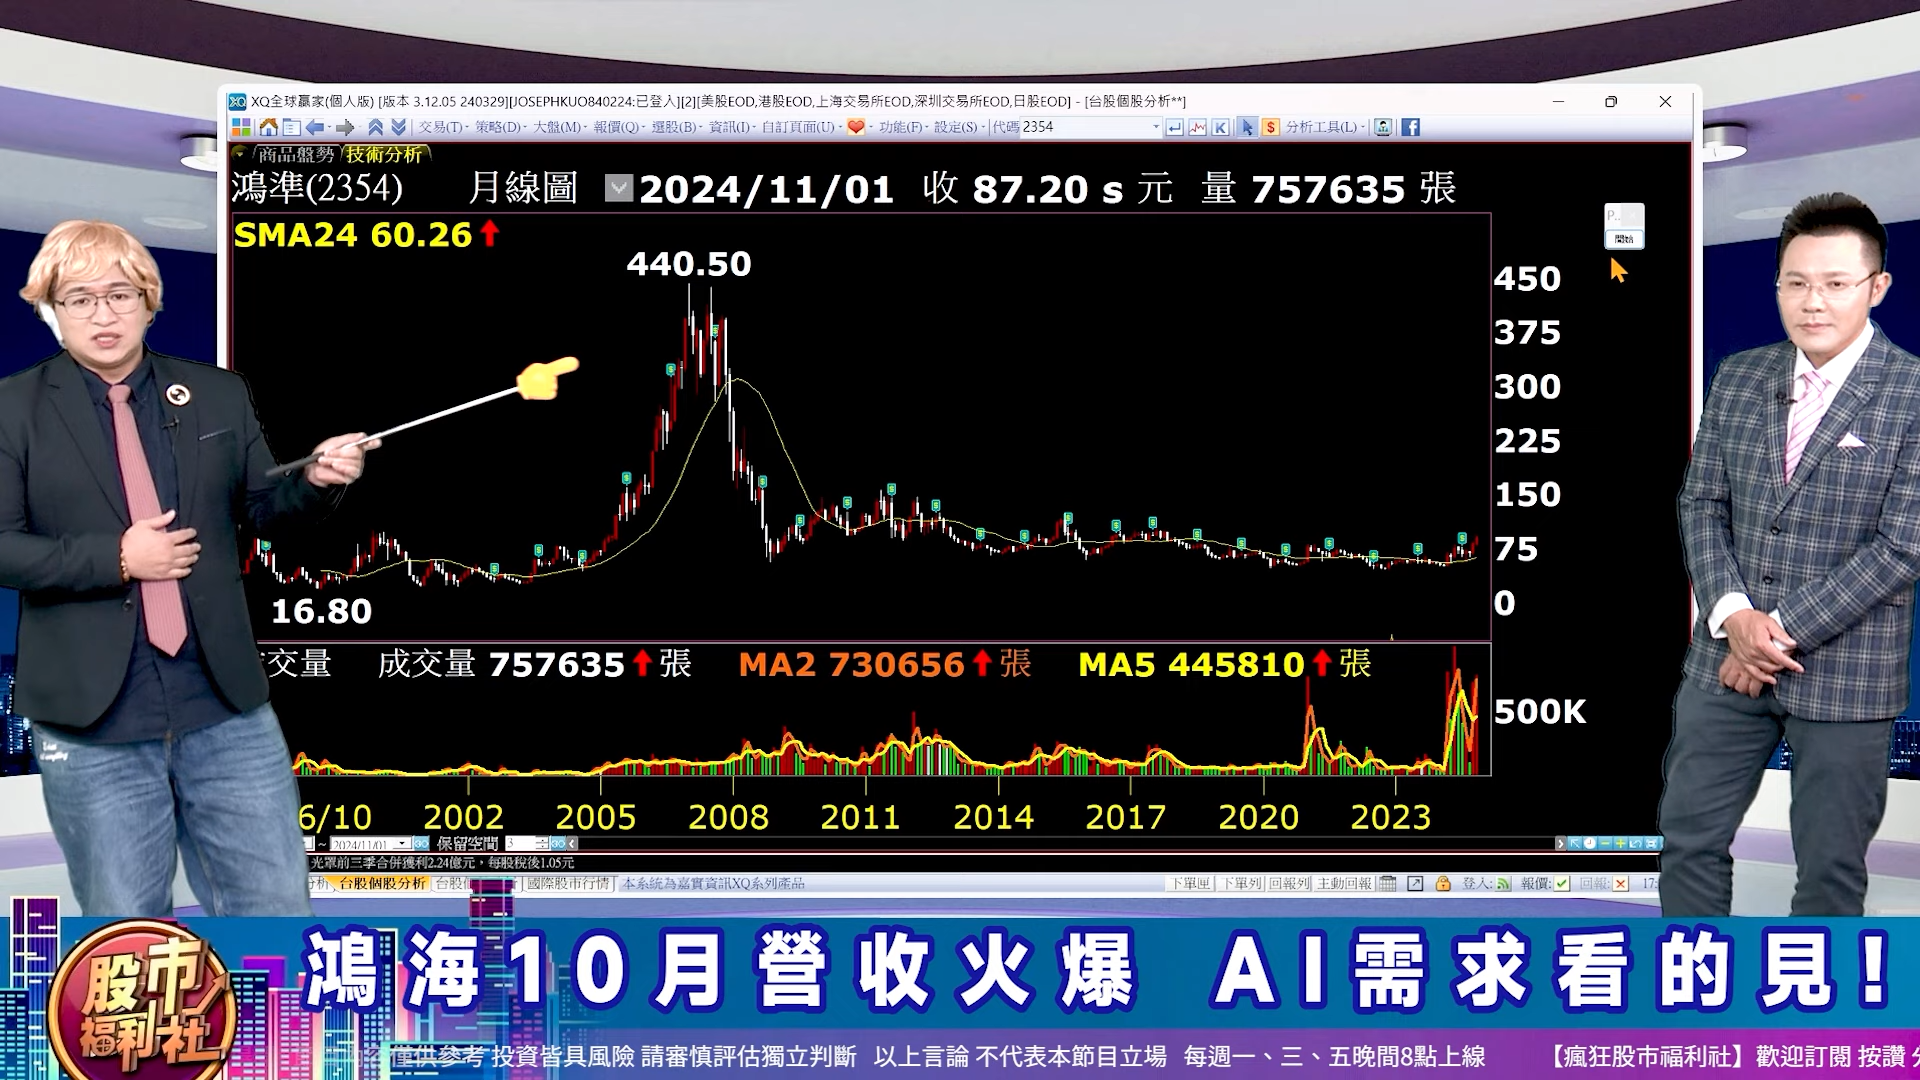 XQ全球贏家(個人版) [版本 3.12.05 240329][JOSEPHKUO840224:已登入][2][美股EOD,港股EOD,上海交易所EOD,深圳交易所EOD,日股EOD] - [台股個股分析**]
交易(T) 策略(D) 大盤(M) 報價(Q) 選股(B) 資訊(I) 自訂頁面(U) 功能(F) 設定(S) 代碼 2354 K $ 分析工具(L)
商品盤勢 技術分析
鴻準(2354) 月線圖 2024/11/01 收 87.20 s 元 量 757635 張
SMA24 60.26
440.50
16.80
450
375
300
225
150
75
0
交易量 成交量 757635 張 MA2 730656 張 MA5 445810 張
500K
6/10 2002 2005 2008 2011 2014 2017 2020 2023
~ 2024/11/01 保留空間 3
光罩前三季合併獲利2.24億元，每股稅後1.05元
台股個股分析 國際股市行情 本系統為嘉實資訊XQ系列產品 下單匣 下單列 回報列 主動回報 登入: 報價: 回報: 17:
股市福利社
鴻海10月營收火爆 AI需求看的見!
僅供參考 投資皆具風險 請審慎評估獨立判斷 以上言論 不代表本節目立場 每週一、三、五晚間8點上線 【瘋狂股市福利社】歡迎訂閱 按讚